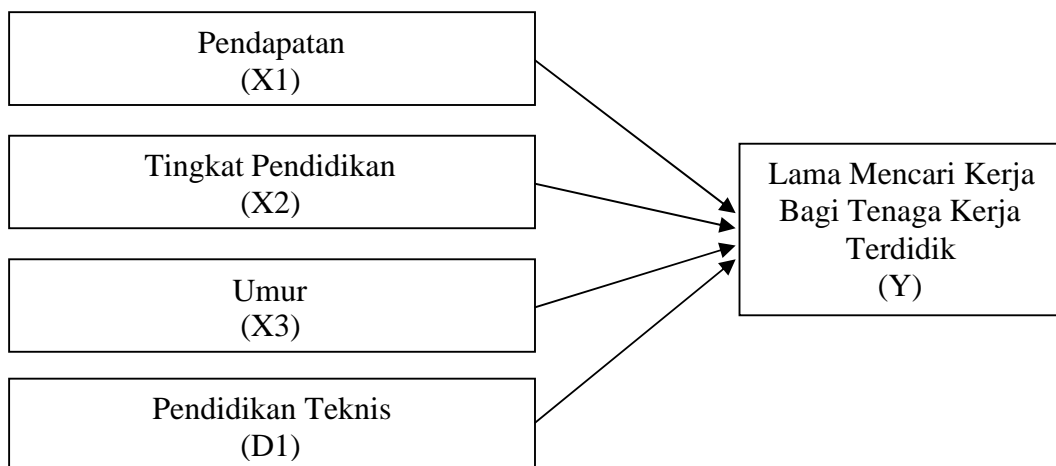 Pendapatan
(X1)
Tingkat Pendidikan
(X2)
Umur
(X3)
Pendidikan Teknis
(D1)
Lama Mencari Kerja
Bagi Tenaga Kerja
Terdidik
(Y)